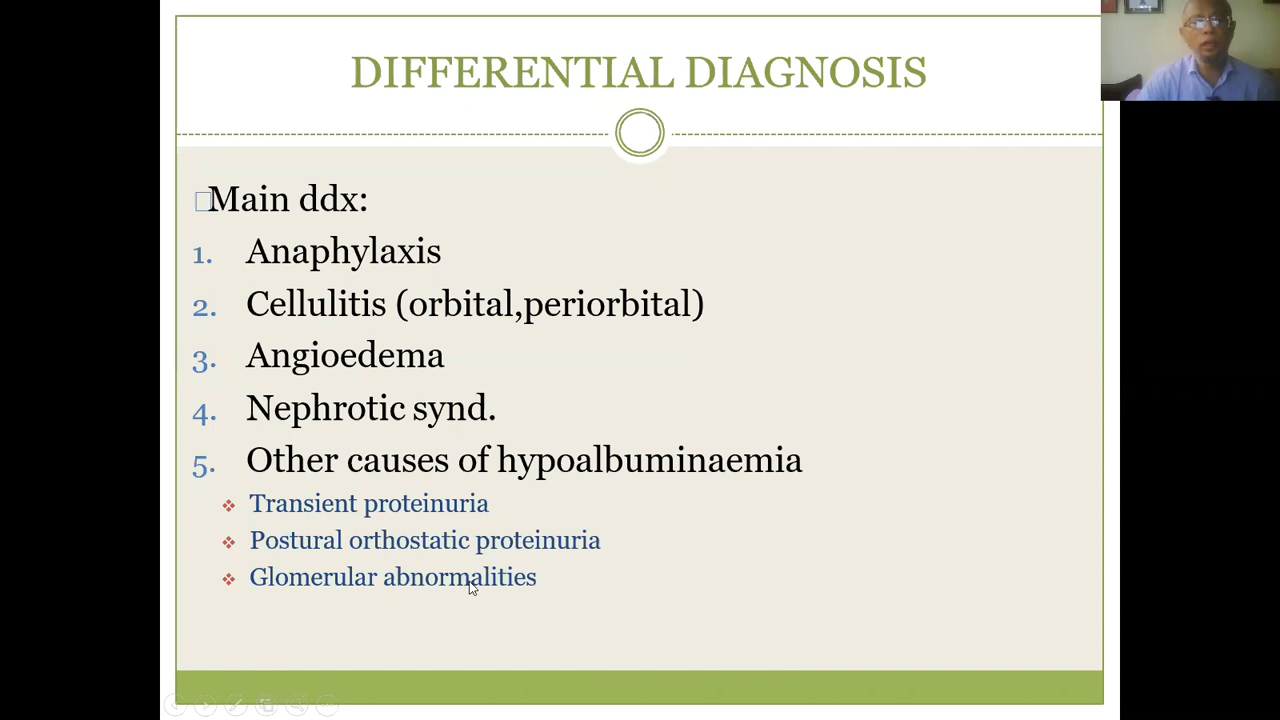 DIFFERENTIAL DIAGNOSIS
Main ddx:
1. Anaphylaxis
2. Cellulitis (orbital,periorbital)
3. Angioedema
4. Nephrotic synd.
5. Other causes of hypoalbuminaemia
❖ Transient proteinuria
❖ Postural orthostatic proteinuria
❖ Glomerular abnormalities